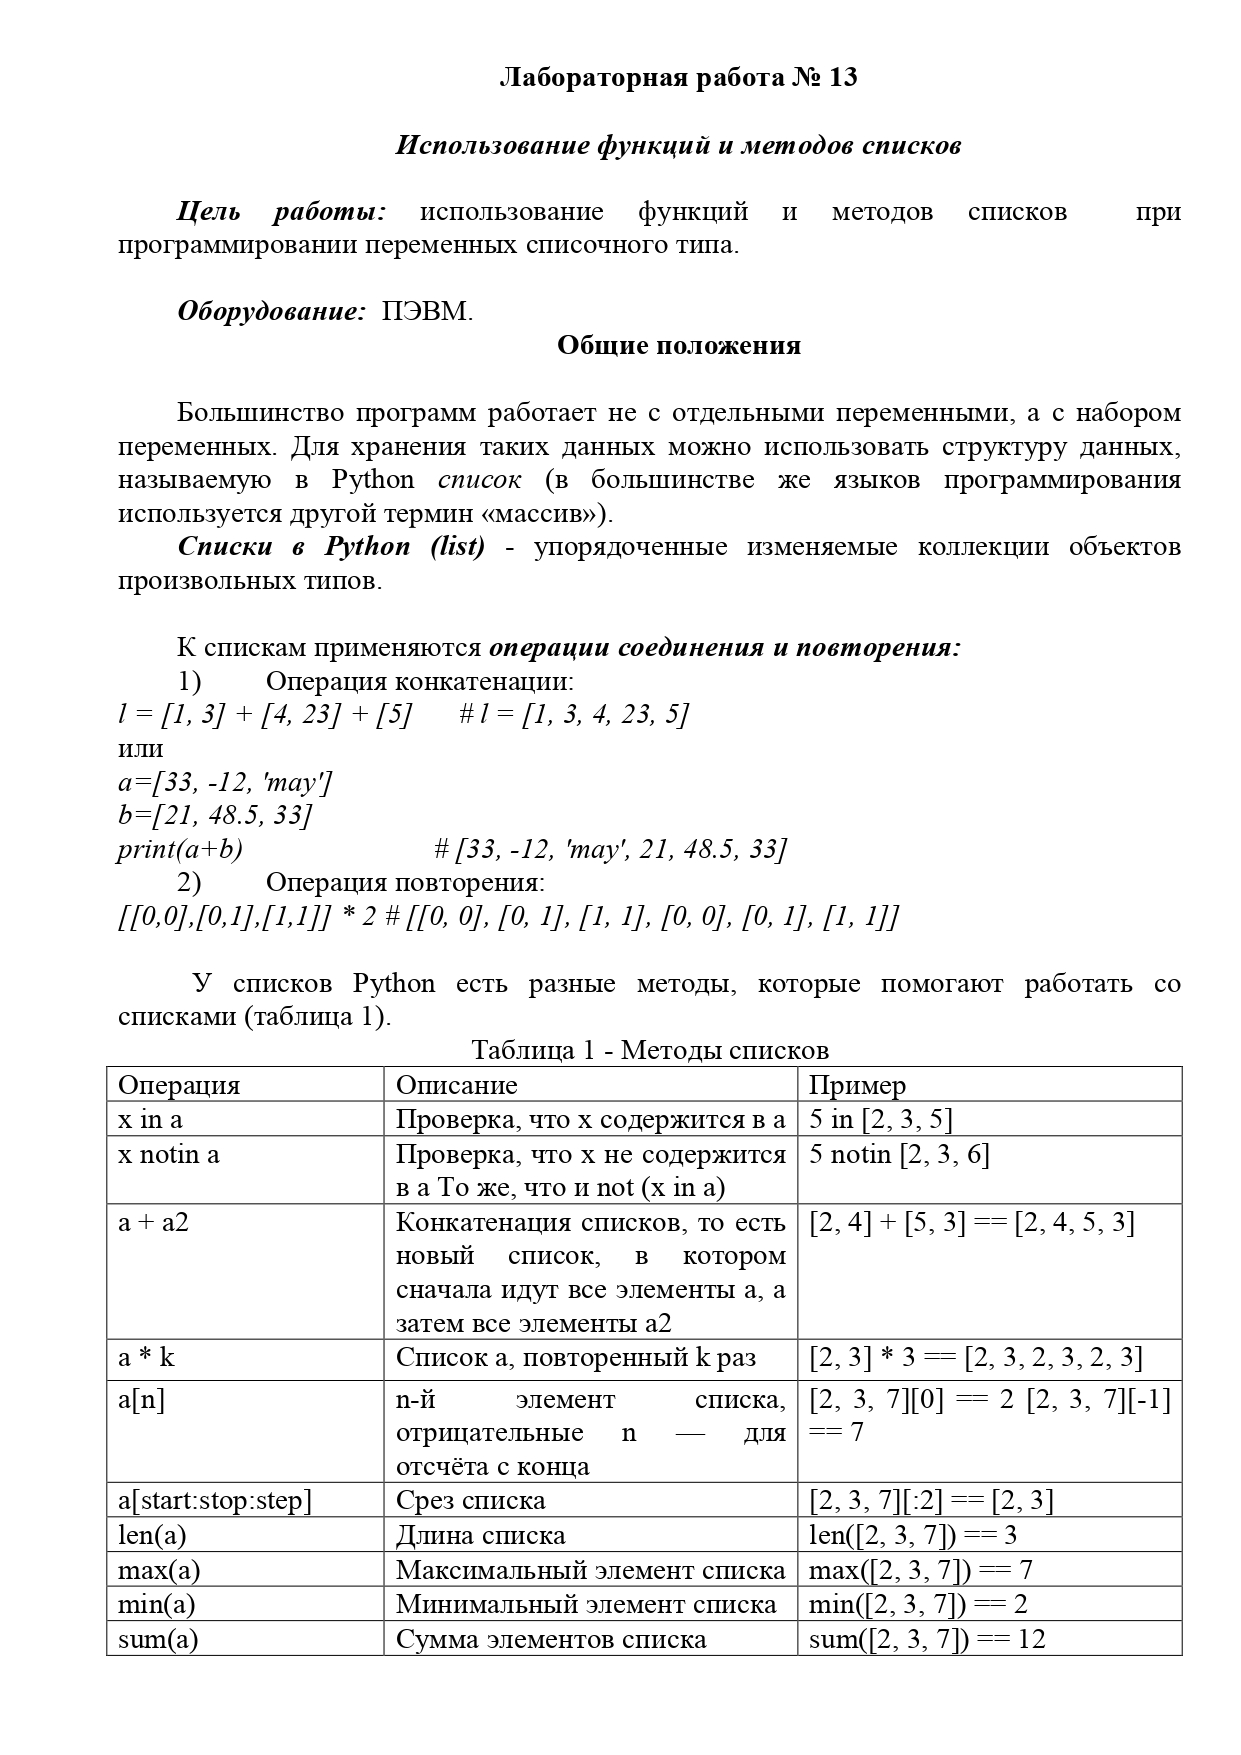 Лабораторная работа № 13
Использование функций и методов списков
Цель работы: использование функций и методов списков при
программировании переменных списочного типа.
Оборудование: ПЭВМ.
Общие положения
Большинство программ работает не с отдельными переменными, а с набором
переменных. Для хранения таких данных можно использовать структуру данных,
называемую в Python список (в большинстве же языков программирования
используется другой термин «массив»).
Списки в Python (list) - упорядоченные изменяемые коллекции объектов
произвольных типов.
К спискам применяются операции соединения и повторения:
1) Операция конкатенации:
l = [1, 3] + [4, 23] + [5] # l = [1, 3, 4, 23, 5]
или
a=[33, -12, 'may']
b=[21, 48.5, 33]
print(a+b) # [33, -12, 'may', 21, 48.5, 33]
2) Операция повторения:
[[0,0],[0,1],[1,1]] * 2 # [[0, 0], [0, 1], [1, 1], [0, 0], [0, 1], [1, 1]]
У списков Python есть разные методы, которые помогают работать со
списками (таблица 1).
Таблица 1 - Методы списков
Операция Описание Пример
x in a Проверка, что x содержится в a 5 in [2, 3, 5]
x notin a Проверка, что x не содержится 5 notin [2, 3, 6]
в a То же, что и not (x in a)
a + a2 Конкатенация списков, то есть [2, 4] + [5, 3] == [2, 4, 5, 3]
новый список, в котором
сначала идут все элементы a, а
затем все элементы a2
a * k Список a, повторенный k раз [2, 3] * 3 == [2, 3, 2, 3, 2, 3]
a[n] n-й элемент списка, [2, 3, 7][0] == 2 [2, 3, 7][-1]
отрицательные n — для == 7
отсчёта с конца
a[start:stop:step] Срез списка [2, 3, 7][:2] == [2, 3]
len(a) Длина списка len([2, 3, 7]) == 3
max(a) Максимальный элемент списка max([2, 3, 7]) == 7
min(a) Минимальный элемент списка min([2, 3, 7]) == 2
sum(a) Сумма элементов списка sum([2, 3, 7]) == 12